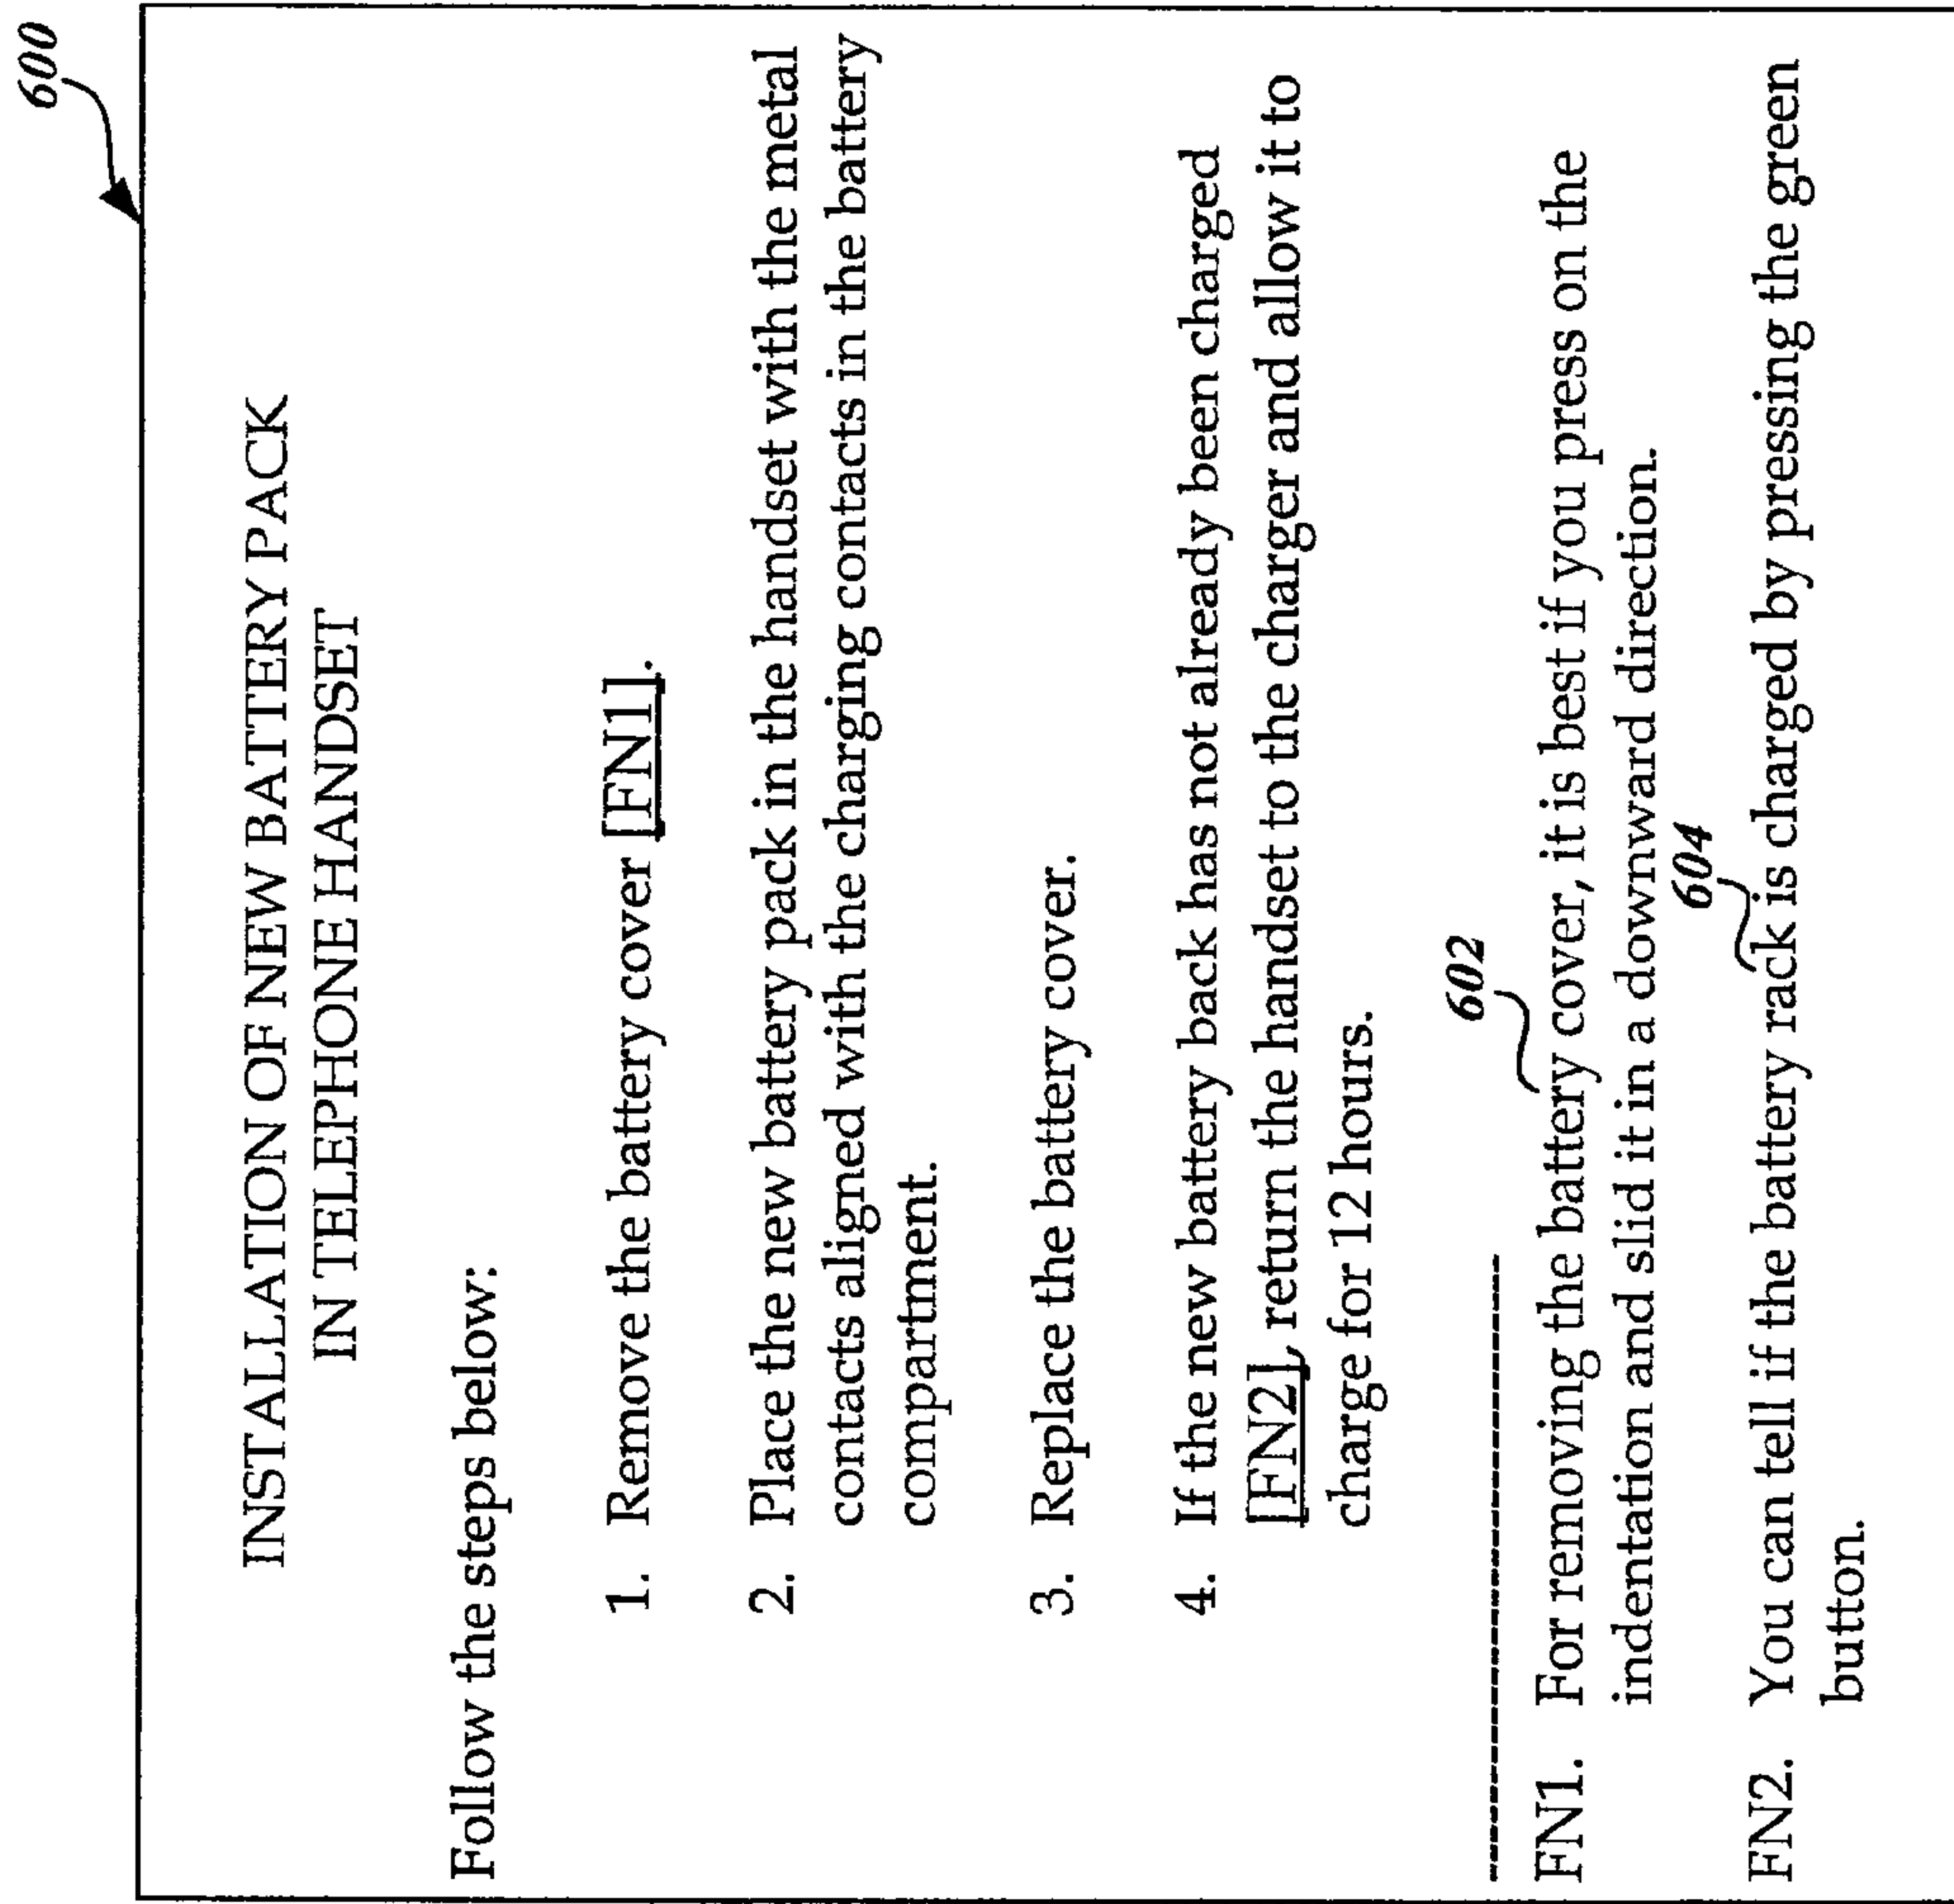 600
INSTALLATION OF NEW BATTERY PACK
IN TELEPHONE HANDSET
Follow the steps below:
1. Remove the battery cover [FN1].
2. Place the new battery pack in the handset with the metal
contacts aligned with the charging contacts in the battery
compartment.
3. Replace the battery cover.
4. If the new battery back has not already been charged
[FN2], return the handset to the charger and allow it to
charge for 12 hours.
602
FN1. For removing the battery cover, it is best if you press on the
indentation and slid it in a downward direction.
604
FN2. You can tell if the battery rack is charged by pressing the green
button.